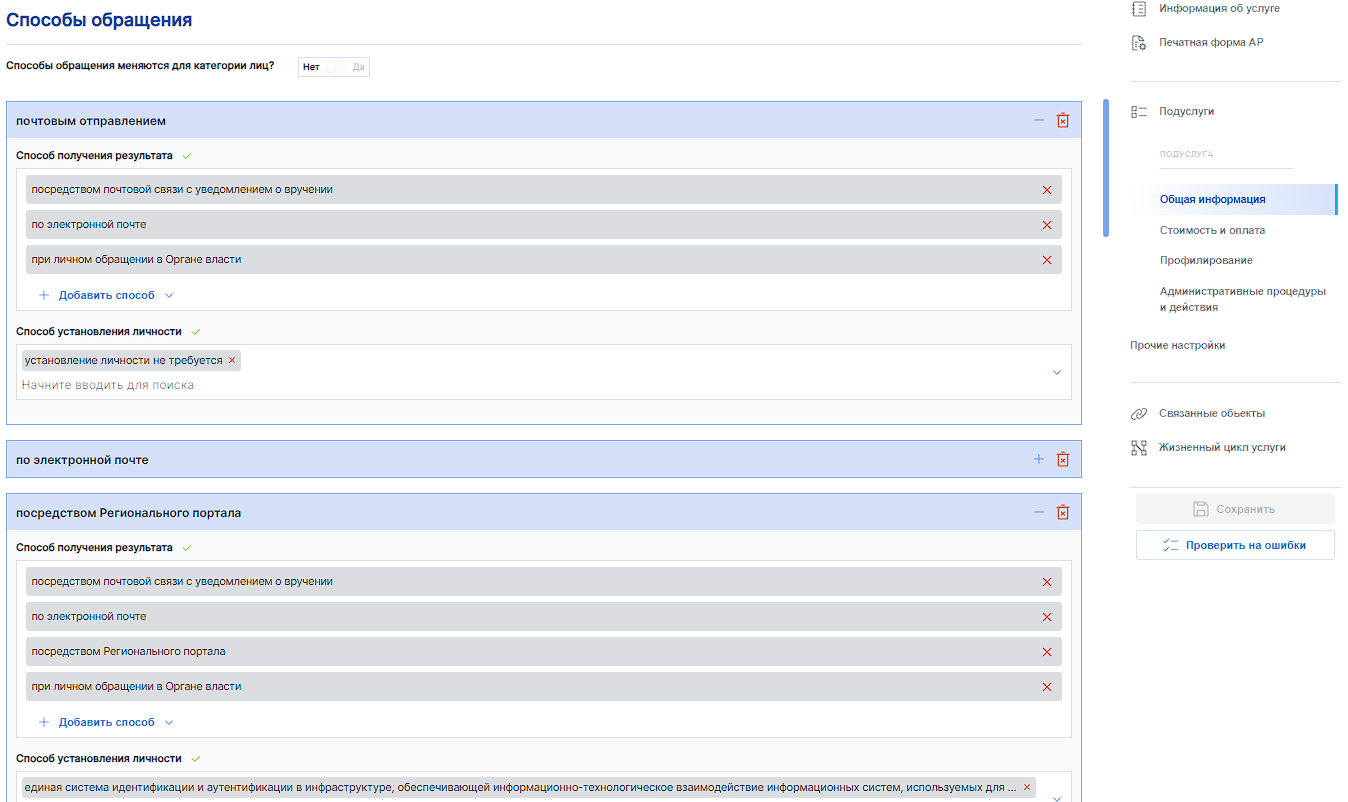 Способы обращения
Способы обращения меняются для категории лиц?
Нет
Да
почтовым отправлением
Способ получения результата
посредством почтовой связи с уведомлением о вручении
по электронной почте
при личном обращении в Органе власти
Добавить способ
Способ установления личности
установление личности не требуется
Начните вводить для поиска
по электронной почте
посредством Регионального портала
Способ получения результата
посредством почтовой связи с уведомлением о вручении
по электронной почте
посредством Регионального портала
при личном обращении в Органе власти
Добавить способ
Способ установления личности
единая система идентификации и аутентификации в инфраструктуре, обеспечивающей информационно-технологическое взаимодействие информационных систем, используемых для ...
Информация об услуге
Печатная форма АР
Подуслуги
ПОДУСЛУГА
Общая информация
Стоимость и оплата
Профилирование
Административные процедуры
и действия
Прочие настройки
Связанные объекты
Жизненный цикл услуги
Сохранить
Проверить на ошибки